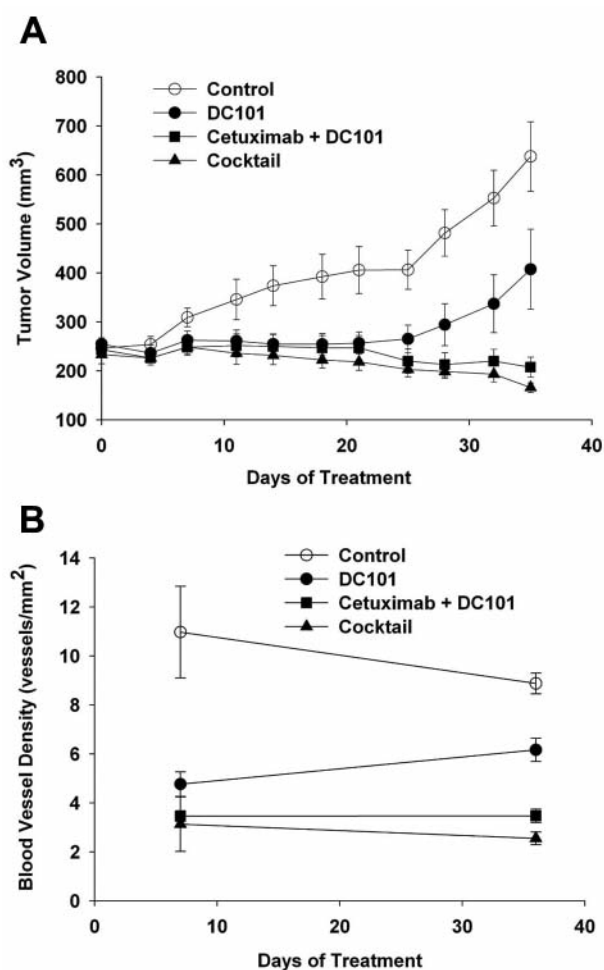 A
800
700
600
500
400
300
200
100
Tumor Volume (mm³)
Control
DC101
Cetuximab + DC101
Cocktail
0 10 20 30 40
Days of Treatment
B
14
12
10
8
6
4
2
0
Blood Vessel Density (vessels/mm²)
Control
DC101
Cetuximab + DC101
Cocktail
0 10 20 30 40
Days of Treatment